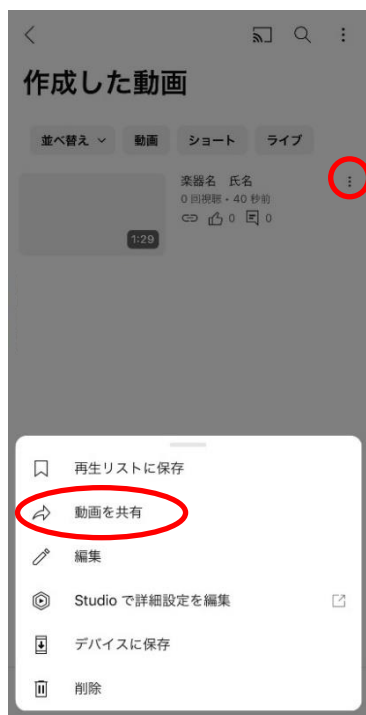 作成した動画
並べ替え 動画 ショート ライブ
楽器名 氏名
0 回視聴・40 秒前
0 0
1:29
再生リストに保存
動画を共有
編集
Studio で詳細設定を編集
デバイスに保存
削除